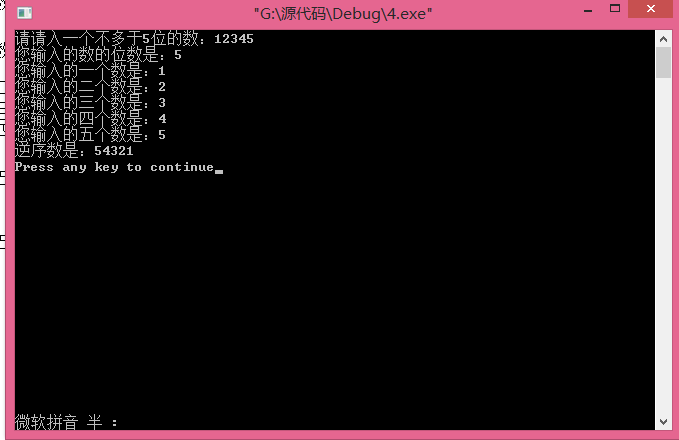 "G:\源代码\Debug\4.exe"
请请入一个不多于5位的数：12345
您输入的数的位数是：5
您输入的一个数是：1
您输入的二个数是：2
您输入的三个数是：3
您输入的四个数是：4
您输入的五个数是：5
逆序数是：54321
Press any key to continue
微软拼音 半 ：